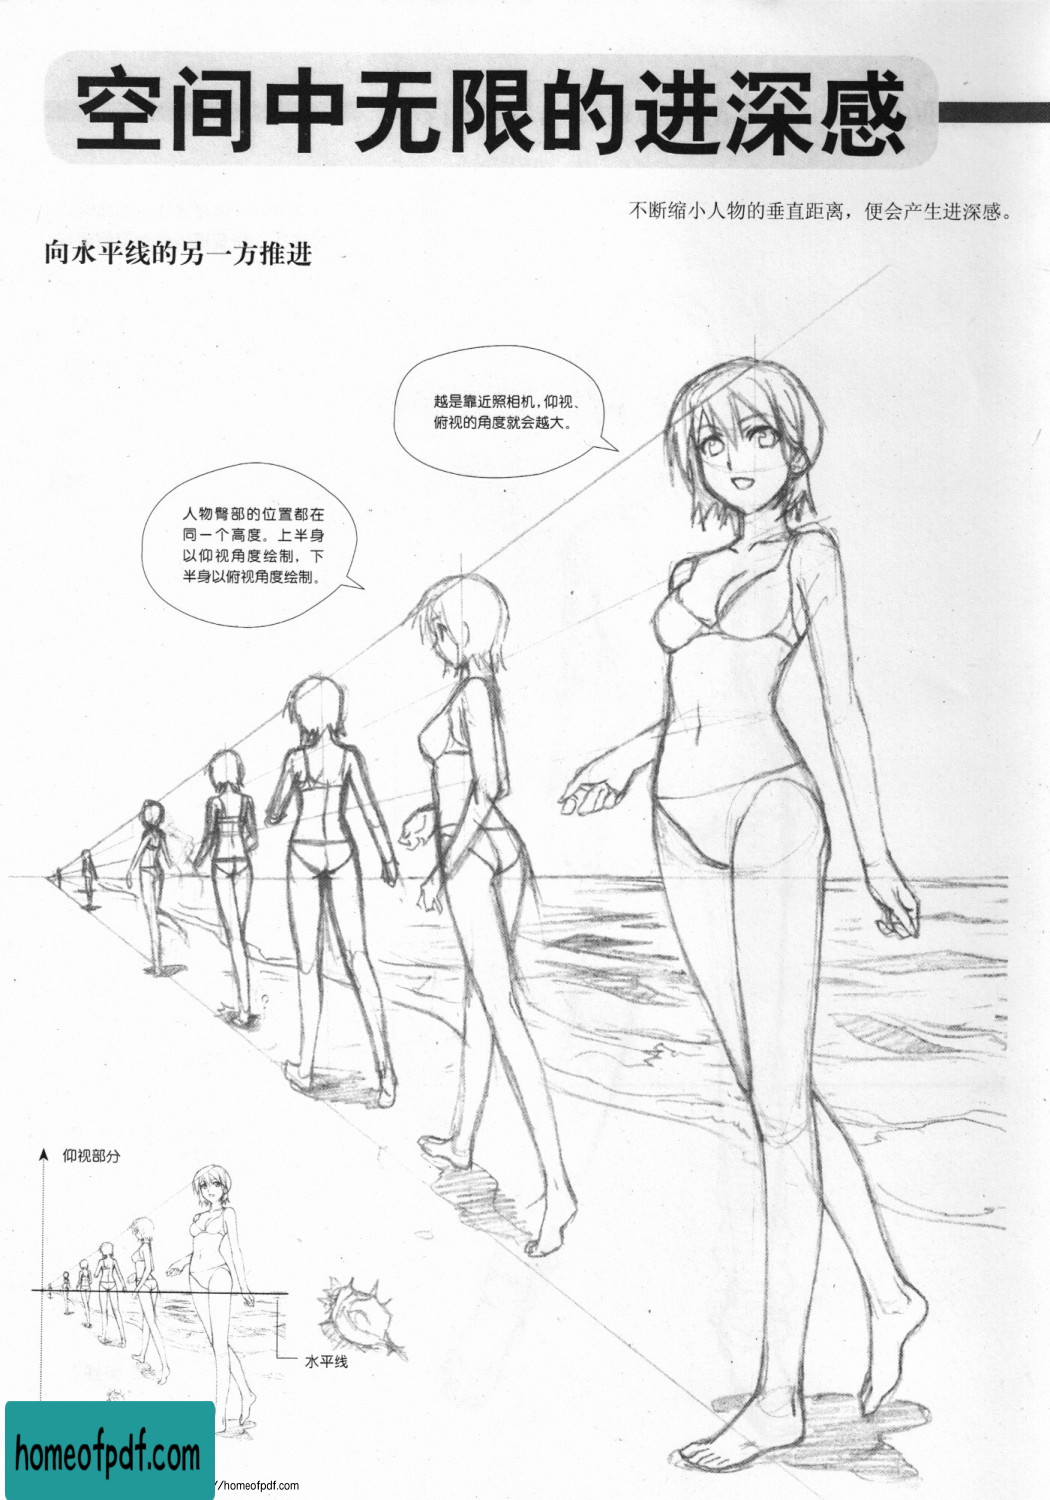 空间中无限的进深感
不断缩小人物的垂直距离，便会产生进深感。
向水平线的另一方推进
越是靠近照相机，仰视、
俯视的角度就会越大。
人物臀部的位置都在
同一个高度。上半身
以仰视角度绘制，下
半身以俯视角度绘制。
仰视部分
水平线
homeofpdf.com
//homeofpdf.com